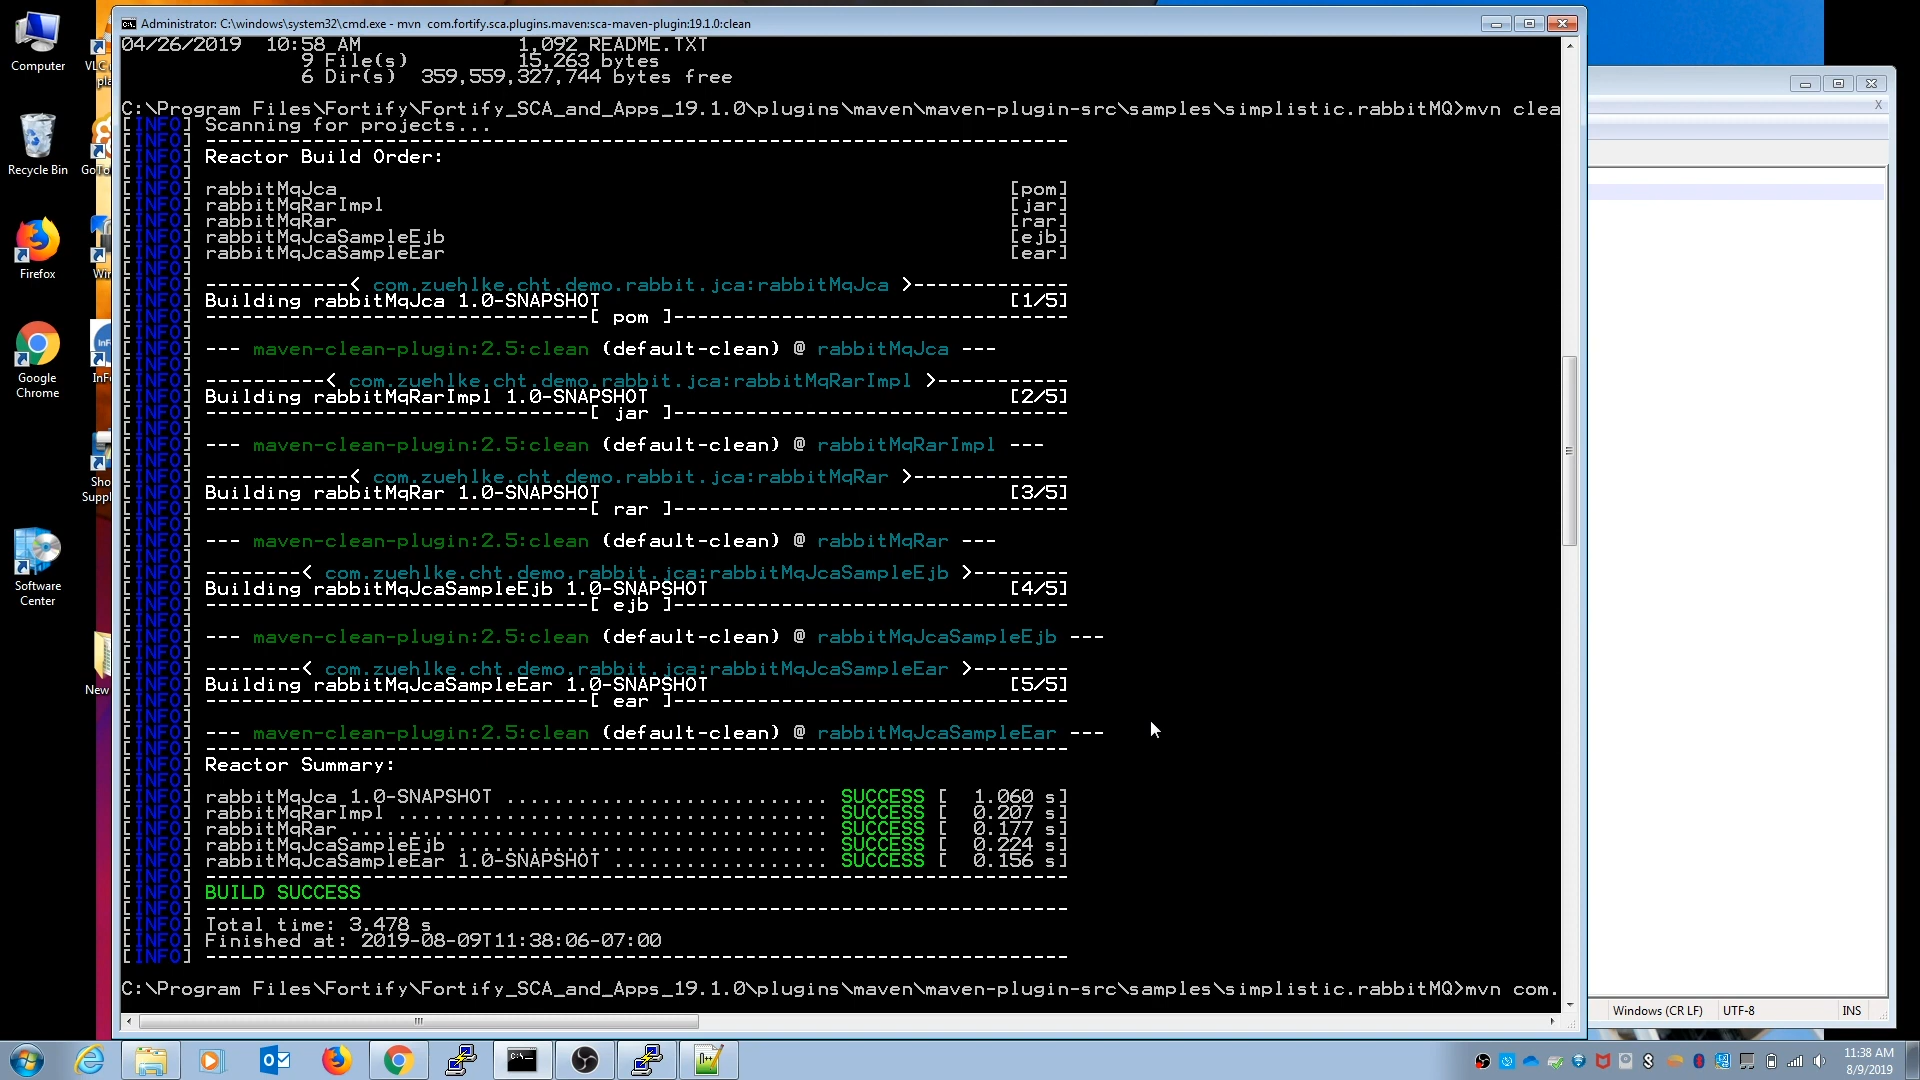 Administrator: C:\windows\system32\cmd.exe - mvn  com.fortify.sca.plugins.maven:sca-maven-plugin:19.1.0:clean
04/26/2019  10:58 AM             1,092 README.TXT
               9 File(s)         15,263 bytes
               6 Dir(s)  359,559,327,744 bytes free
C:\Program Files\Fortify\Fortify_SCA_and_Apps_19.1.0\plugins\maven\maven-plugin-src\samples\simplistic.rabbitMQ>mvn clea
[INFO] Scanning for projects...
[INFO] ------------------------------------------------------------------------
[INFO] Reactor Build Order:
[INFO]
[INFO] rabbitMqJca                                                        [pom]
[INFO] rabbitMqRarImpl                                                    [jar]
[INFO] rabbitMqRar                                                        [rar]
[INFO] rabbitMqJcaSampleEjb                                               [ejb]
[INFO] rabbitMqJcaSampleEar                                               [ear]
[INFO]
[INFO] ------------< com.zuehlke.cht.demo.rabbit.jca:rabbitMqJca >-------------
[INFO] Building rabbitMqJca 1.0-SNAPSHOT                                  [1/5]
[INFO] --------------------------------[ pom ]---------------------------------
[INFO]
[INFO] --- maven-clean-plugin:2.5:clean (default-clean) @ rabbitMqJca ---
[INFO]
[INFO] ----------< com.zuehlke.cht.demo.rabbit.jca:rabbitMqRarImpl >-----------
[INFO] Building rabbitMqRarImpl 1.0-SNAPSHOT                              [2/5]
[INFO] --------------------------------[ jar ]---------------------------------
[INFO]
[INFO] --- maven-clean-plugin:2.5:clean (default-clean) @ rabbitMqRarImpl ---
[INFO]
[INFO] ------------< com.zuehlke.cht.demo.rabbit.jca:rabbitMqRar >-------------
[INFO] Building rabbitMqRar 1.0-SNAPSHOT                                  [3/5]
[INFO] --------------------------------[ rar ]---------------------------------
[INFO]
[INFO] --- maven-clean-plugin:2.5:clean (default-clean) @ rabbitMqRar ---
[INFO]
[INFO] --------< com.zuehlke.cht.demo.rabbit.jca:rabbitMqJcaSampleEjb >--------
[INFO] Building rabbitMqJcaSampleEjb 1.0-SNAPSHOT                         [4/5]
[INFO] --------------------------------[ ejb ]---------------------------------
[INFO]
[INFO] --- maven-clean-plugin:2.5:clean (default-clean) @ rabbitMqJcaSampleEjb ---
[INFO]
[INFO] --------< com.zuehlke.cht.demo.rabbit.jca:rabbitMqJcaSampleEar >--------
[INFO] Building rabbitMqJcaSampleEar 1.0-SNAPSHOT                         [5/5]
[INFO] --------------------------------[ ear ]---------------------------------
[INFO]
[INFO] --- maven-clean-plugin:2.5:clean (default-clean) @ rabbitMqJcaSampleEar ---
[INFO] ------------------------------------------------------------------------
[INFO] Reactor Summary:
[INFO]
[INFO] rabbitMqJca 1.0-SNAPSHOT ........................... SUCCESS [  1.060 s]
[INFO] rabbitMqRarImpl .................................... SUCCESS [  0.207 s]
[INFO] rabbitMqRar ........................................ SUCCESS [  0.177 s]
[INFO] rabbitMqJcaSampleEjb ............................... SUCCESS [  0.224 s]
[INFO] rabbitMqJcaSampleEar 1.0-SNAPSHOT .................. SUCCESS [  0.156 s]
[INFO] ------------------------------------------------------------------------
[INFO] BUILD SUCCESS
[INFO] ------------------------------------------------------------------------
[INFO] Total time: 3.478 s
[INFO] Finished at: 2019-08-09T11:38:06-07:00
[INFO] ------------------------------------------------------------------------
C:\Program Files\Fortify\Fortify_SCA_and_Apps_19.1.0\plugins\maven\maven-plugin-src\samples\simplistic.rabbitMQ>mvn com.
Computer
VLC
Recycle Bin
GoTo
Firefox
Win
Google
Chrome
Sho
Suppl
Software
Center
New
Windows (CR LF)
UTF-8
INS
11:38 AM
8/9/2019